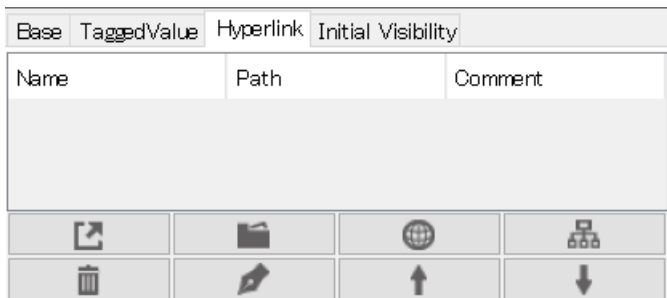 Base TaggedValue Hyperlink Initial Visibility
Name Path Comment